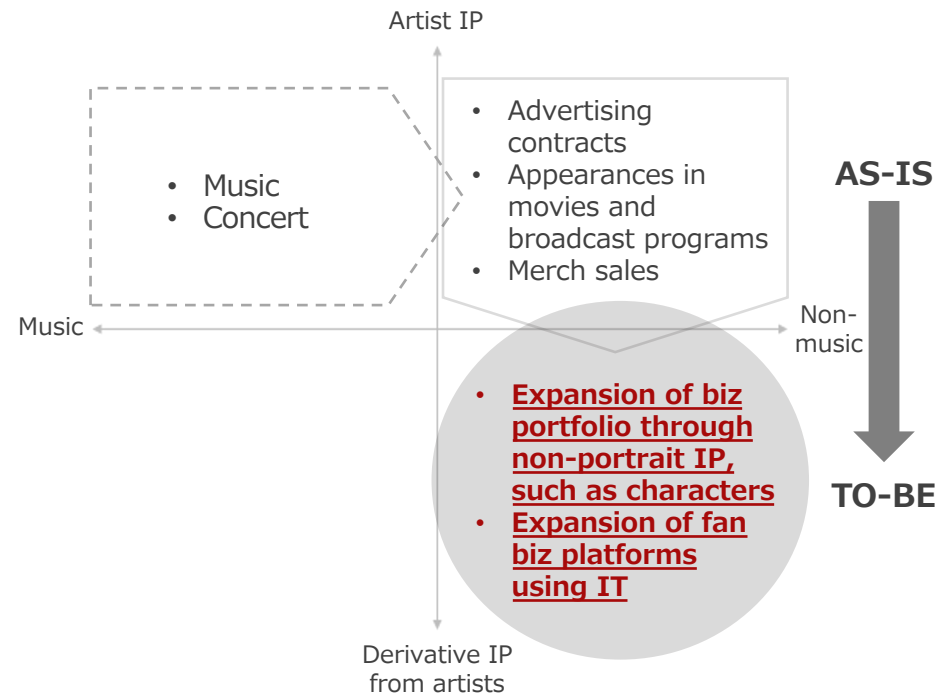 Artist IP
• Music
• Concert
• Advertising
contracts
• Appearances in
movies and
broadcast programs
• Merch sales
AS-IS
Music
Non-
music
• Expansion of biz
portfolio through
non-portrait IP,
such as characters
• Expansion of fan
biz platforms
using IT
TO-BE
Derivative IP
from artists